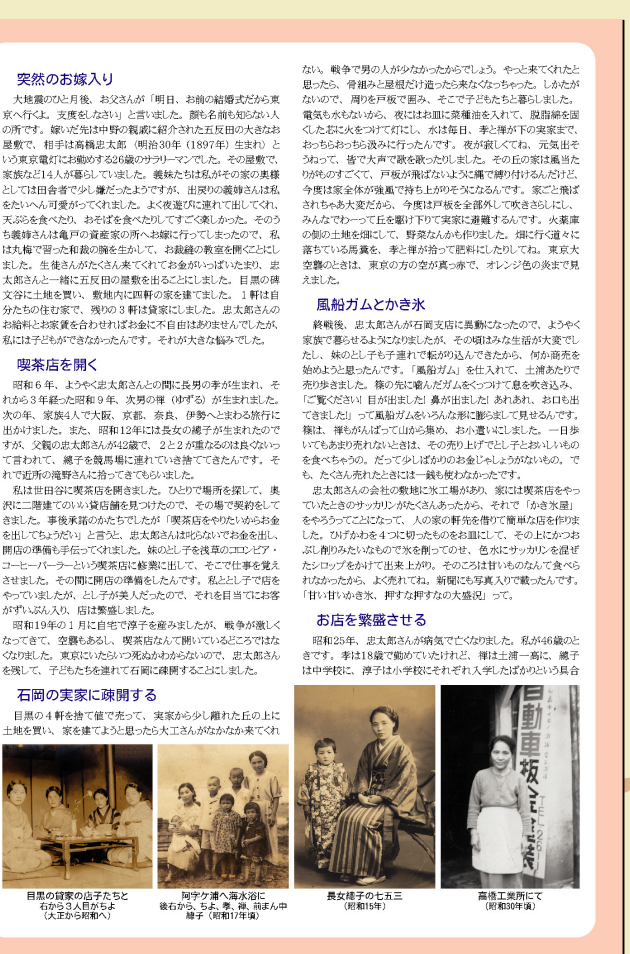 突然のお嫁入り
　大地震のひと月後、お父さんが「明日、お前の結婚式だから東
京へ行くよ。支度をしなさい」と言いました。顔も名前も知らない人
の所です。嫁いだ先は中野の親戚に紹介された五反田の大きなお
屋敷で、相手は高橋忠太郎（明治30年（1897年）生まれ）と
いう東京電灯にお勤めする26歳のサラリーマンでした。その屋敷で、
家族など14人が暮らしていました。義妹たちは私がその家の奥様
としては田舎者で少し嫌だったようですが、出戻りの義姉さんは私
をたいへん可愛がってくれました。よく夜遊びに連れて出してくれ、
天ぷらを食べたり、おそばを食べたりしてすごく楽しかった。そのう
ち義姉さんは亀戸の資産家の所へお嫁に行ってしまったので、私
は丸梅で習った和裁の腕を生かして、お裁縫の教室を開くことにし
ました。生徒さんがたくさん来てくれてお金がいっぱいたまり、忠
太郎さんと一緒に五反田の屋敷を出ることにしました。目黒の碑
文谷に土地を買い、敷地内に四軒の家を建てました。１軒は自
分たちの住む家で、残りの３軒は貸家にしました。忠太郎さんの
お給料とお家賃を合わせればお金に不自由はありませんでしたが、
私には子どもができなかったんです。それが大きな悩みでした。
喫茶店を開く
　昭和６年、ようやく忠太郎さんとの間に長男の孝が生まれ、そ
れから３年経った昭和９年、次男の禅（ゆずる）が生まれました。
次の年、家族４人で大阪、京都、奈良、伊勢へとまわる旅行に
出かけました。また、昭和12年には長女の緫子が生まれたので
すが、父親の忠太郎さんが42歳で、２と２が重なるのは良くないっ
て言われて、緫子を競馬場に連れていき捨ててきたんです。そ
れで近所の滝野さんに拾ってきてもらいました。
　私は世田谷に喫茶店を開きました。ひとりで場所を探して、奥
沢に二階建てのいい貸店舗を見つけたので、その場で契約をして
きました。事後承諾のかたちでしたが「喫茶店をやりたいからお金
を出してちょうだい」と言うと、忠太郎さんは叱らないでお金を出し、
開店の準備も手伝ってくれました。妹のとし子を浅草のコロンビア・
コーヒーパーラーという喫茶店に修業に出して、そこで仕事を覚え
させました。その間に開店の準備をしたんです。私ととし子で店を
やっていましたが、とし子が美人だったので、それを目当てにお客
がずいぶん入り、店は繁盛しました。
　昭和19年の１月に自宅で淳子を産みましたが、戦争が激しく
なってきて、空襲もあるし、喫茶店なんて開いているどころではな
くなりました。東京にいたらいつ死ぬかわからないので、忠太郎さん
を残して、子どもたちを連れて石岡に疎開することにしました。
石岡の実家に疎開する
　目黒の４軒を捨て値で売って、実家から少し離れた丘の上に
土地を買い、家を建てようと思ったら大工さんがなかなか来てくれ
ない。戦争で男の人が少なかったからでしょう。やっと来てくれたと
思ったら、骨組みと屋根だけ造ったら来なくなっちゃった。しかたが
ないので、周りを戸板で囲み、そこで子どもたちと暮らしました。
電気も水もないから、夜にはお皿に菜種油を入れて、脱脂綿を固
くした芯に火をつけて灯にし、水は毎日、孝と禅が下の実家まで、
おっちらおっちら汲みに行ったんです。夜が寂しくてね、元気出そ
うねって、皆で大声で歌を歌ったりしました。その丘の家は風当た
りがものすごくて、戸板が飛ばないように縄で縛り付けるんだけど、
今度は家全体が強風で持ち上がりそうになるんです。家ごと飛ば
されちゃあ大変だから、今度は戸板を全部外して吹きさらしにし、
みんなでわーって丘を駆け下りて実家に避難するんです。火薬庫
の側の土地を畑にして、野菜なんかも作りました。畑に行く道々に
落ちている馬糞を、孝と禅が拾って肥料にしたりしてね。東京大
空襲のときは、東京の方の空が真っ赤で、オレンジ色の炎まで見
えました。
風船ガムとかき氷
　終戦後、忠太郎さんが石岡支店に異動になったので、ようやく
家族で暮らせるようになりましたが、その頃はみな生活が大変でし
たし、妹のとし子も子連れで転がり込んできたから、何か商売を
始めようと思ったんです。「風船ガム」を仕入れて、土浦あたりで
売り歩きました。篠の先に噛んだガムをくっつけて息を吹き込み、
「ご覧ください！目が出ました！鼻が出ました！あれあれ、お口も出
てきました！」って風船ガムをいろんな形に膨らまして見せるんです。
篠は、禅もがんばって山から集め、お小遣いにしました。一日歩
いてもあまり売れないときは、その売り上げでとし子とおいしいもの
を食べちゃうの。だって少しばかりのお金じゃしょうがないもの。で
も、たくさん売れたときには一銭も使わなかったです。
　忠太郎さんの会社の敷地に氷工場があり、家には喫茶店をやっ
ていたときのサッカリンがたくさんあったから、それで「かき氷屋」
をやろうってことになって、人の家の軒先を借りて簡単な店を作りま
した。ひげかわを４つに切ったものをお皿にして、その上にかつお
ぶし削りみたいなもので氷を削ってのせ、色水にサッカリンを混ぜ
たシロップをかけて出来上がり。そのころは甘いものなんて食べら
れなかったから、よく売れてね。新聞にも写真入りで載ったんです。
「甘い甘いかき氷、押すな押すなの大盛況」って。
お店を繁盛させる
　昭和25年、忠太郎さんが病気で亡くなりました。私が46歳のと
きです。孝は18歳で勤めていたけれど、禅は土浦一高に、緫子
は中学校に、淳子は小学校にそれぞれ入学したばかりという具合
目黒の貸家の店子たちと
右から３人目がちよ
（大正から昭和へ）
阿字ケ浦へ海水浴に
後右から、ちよ、孝、禅、前まん中
緫子（昭和17年頃）
長女緫子の七五三
（昭和15年）
自動車板金塗装
高橋工業所にて
（昭和30年頃）